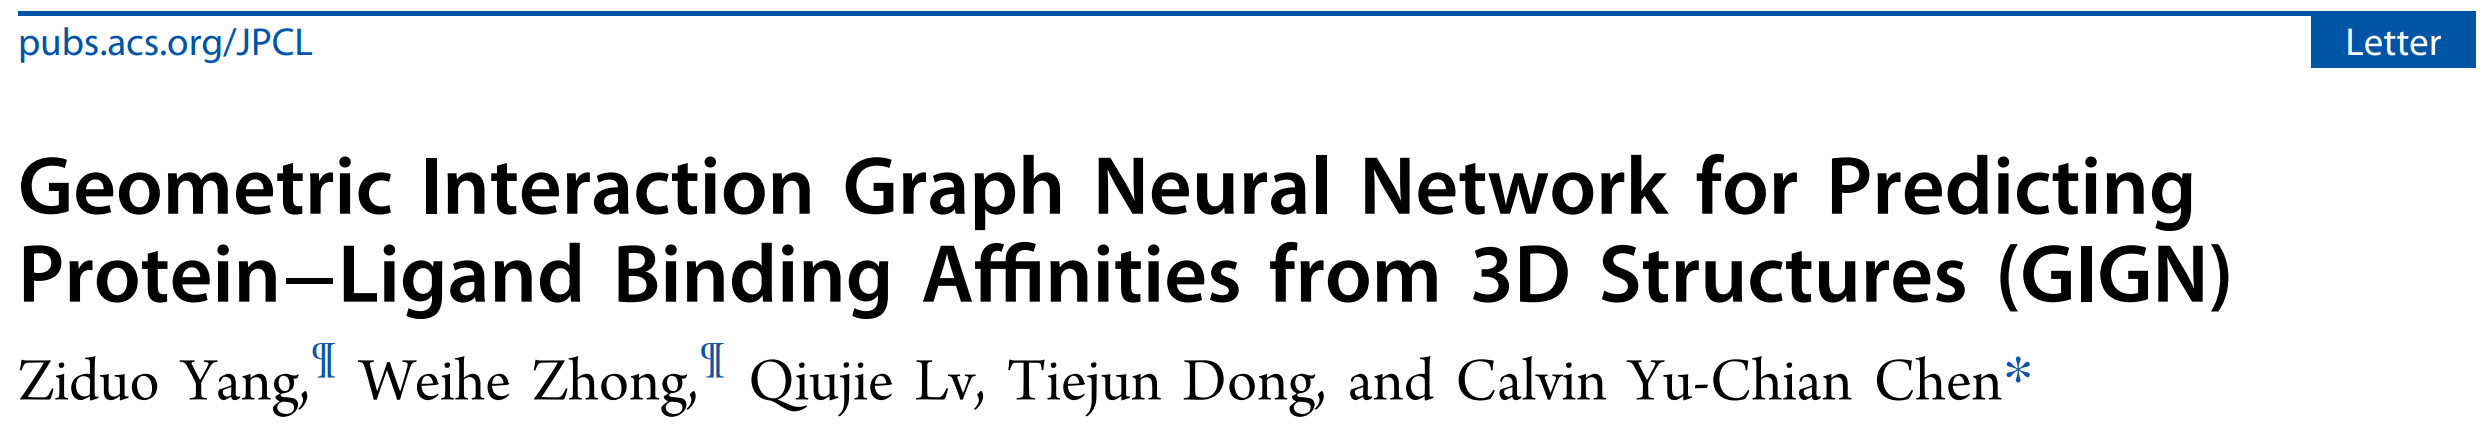 pubs.acs.org/JPCL
Letter
Geometric Interaction Graph Neural Network for Predicting
Protein−Ligand Binding Affinities from 3D Structures (GIGN)
Ziduo Yang,¶ Weihe Zhong,¶ Qiujie Lv, Tiejun Dong, and Calvin Yu-Chian Chen*